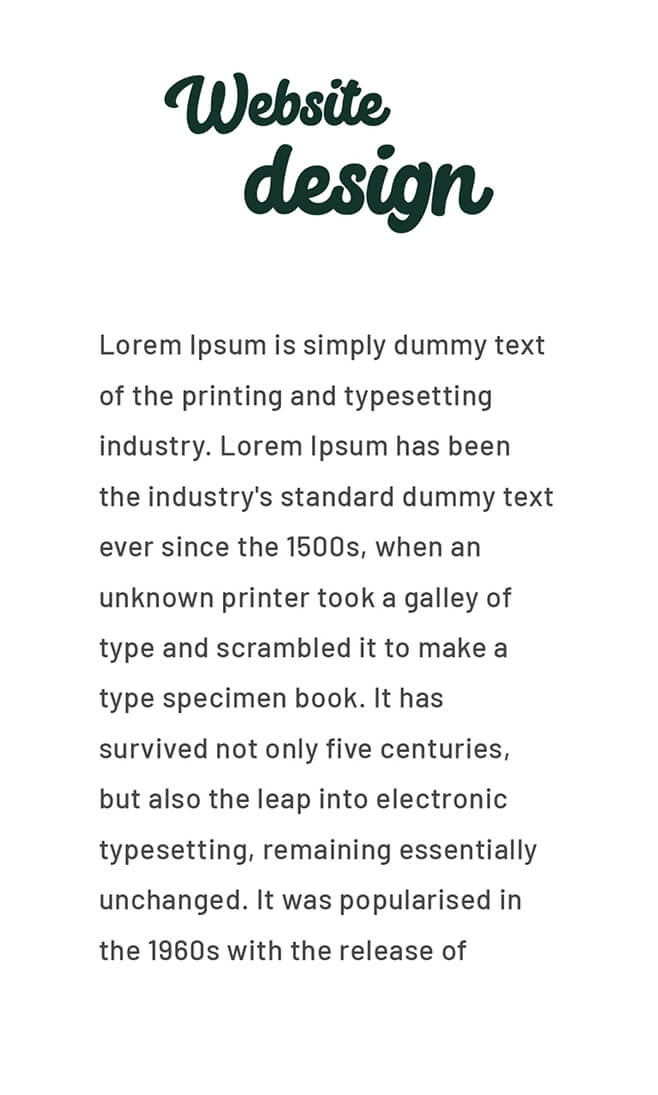 Website
design
Lorem Ipsum is simply dummy text
of the printing and typesetting
industry. Lorem Ipsum has been
the industry's standard dummy text
ever since the 1500s, when an
unknown printer took a galley of
type and scrambled it to make a
type specimen book. It has
survived not only five centuries,
but also the leap into electronic
typesetting, remaining essentially
unchanged. It was popularised in
the 1960s with the release of